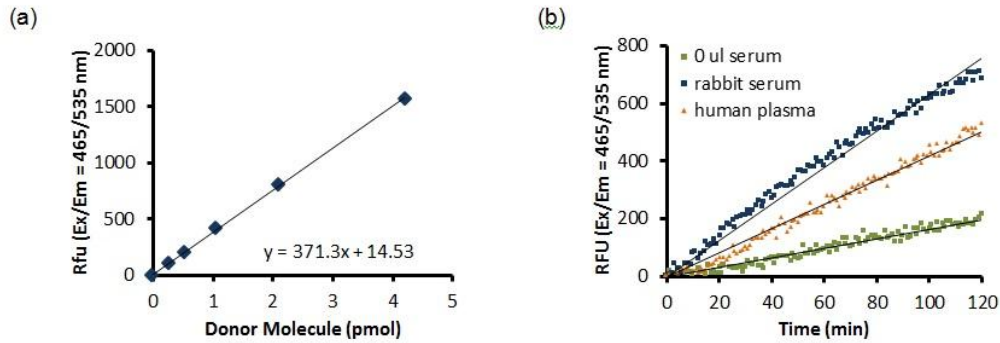 (a)
Rfu (Ex/Em = 465/535 nm)
2000
1500
1000
500
0
y = 371.3x + 14.53
0 1 2 3 4 5
Donor Molecule (pmol)
(b)
RFU (Ex/Em = 465/535 nm)
800
600
400
200
0
0 ul serum
rabbit serum
human plasma
0 20 40 60 80 100 120
Time (min)